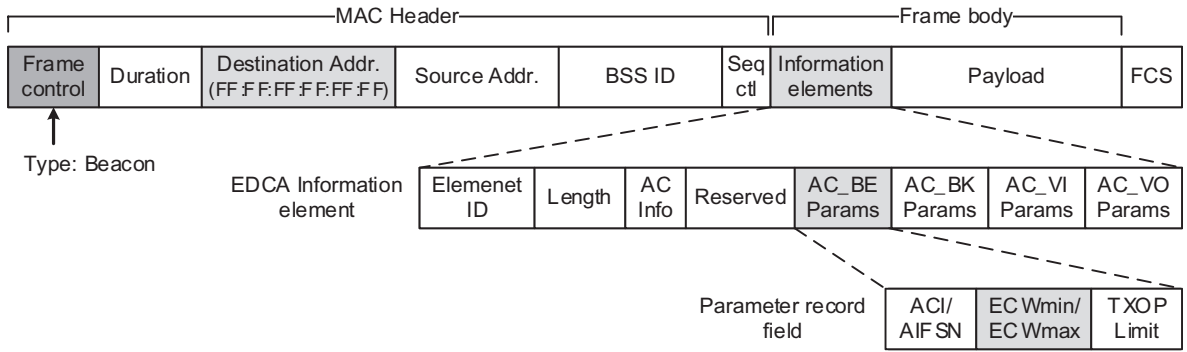 MAC Header
Frame body
Frame control
Duration
Destination Addr.
(FF:FF:FF:FF:FF:FF)
Source Addr.
BSS ID
Seq ctl
Information elements
Payload
FCS
Type: Beacon
EDCA Information
element
Elemenet
ID
Length
AC
Info
Reserved
AC_BE
Params
AC_BK
Params
AC_VI
Params
AC_VO
Params
Parameter record
field
ACI/
AIFSN
ECWmin/
ECWmax
TXOP
Limit